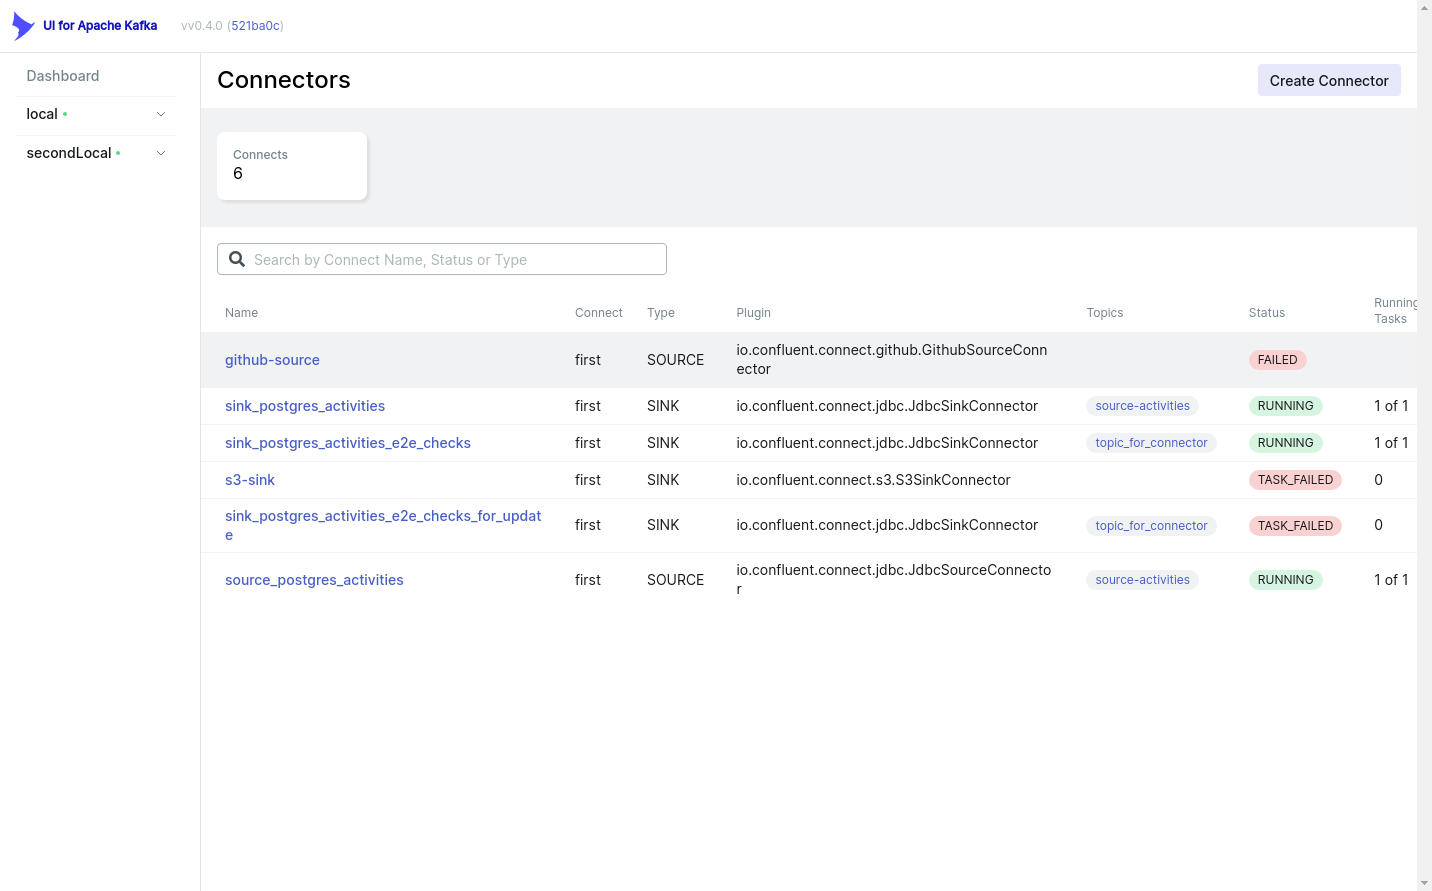 UI for Apache Kafka vv0.4.0 (521ba0c)
Dashboard
local
secondLocal
Connectors
Create Connector
Connects
6
Search by Connect Name, Status or Type
Name Connect Type Plugin Topics Status Running
Tasks
github-source first SOURCE io.confluent.connect.github.GithubSourceConn
ector FAILED
sink_postgres_activities first SINK io.confluent.connect.jdbc.JdbcSinkConnector source-activities RUNNING 1 of 1
sink_postgres_activities_e2e_checks first SINK io.confluent.connect.jdbc.JdbcSinkConnector topic_for_connector RUNNING 1 of 1
s3-sink first SINK io.confluent.connect.s3.S3SinkConnector TASK_FAILED 0
sink_postgres_activities_e2e_checks_for_updat
e first SINK io.confluent.connect.jdbc.JdbcSinkConnector topic_for_connector TASK_FAILED 0
source_postgres_activities first SOURCE io.confluent.connect.jdbc.JdbcSourceConnecto
r source-activities RUNNING 1 of 1